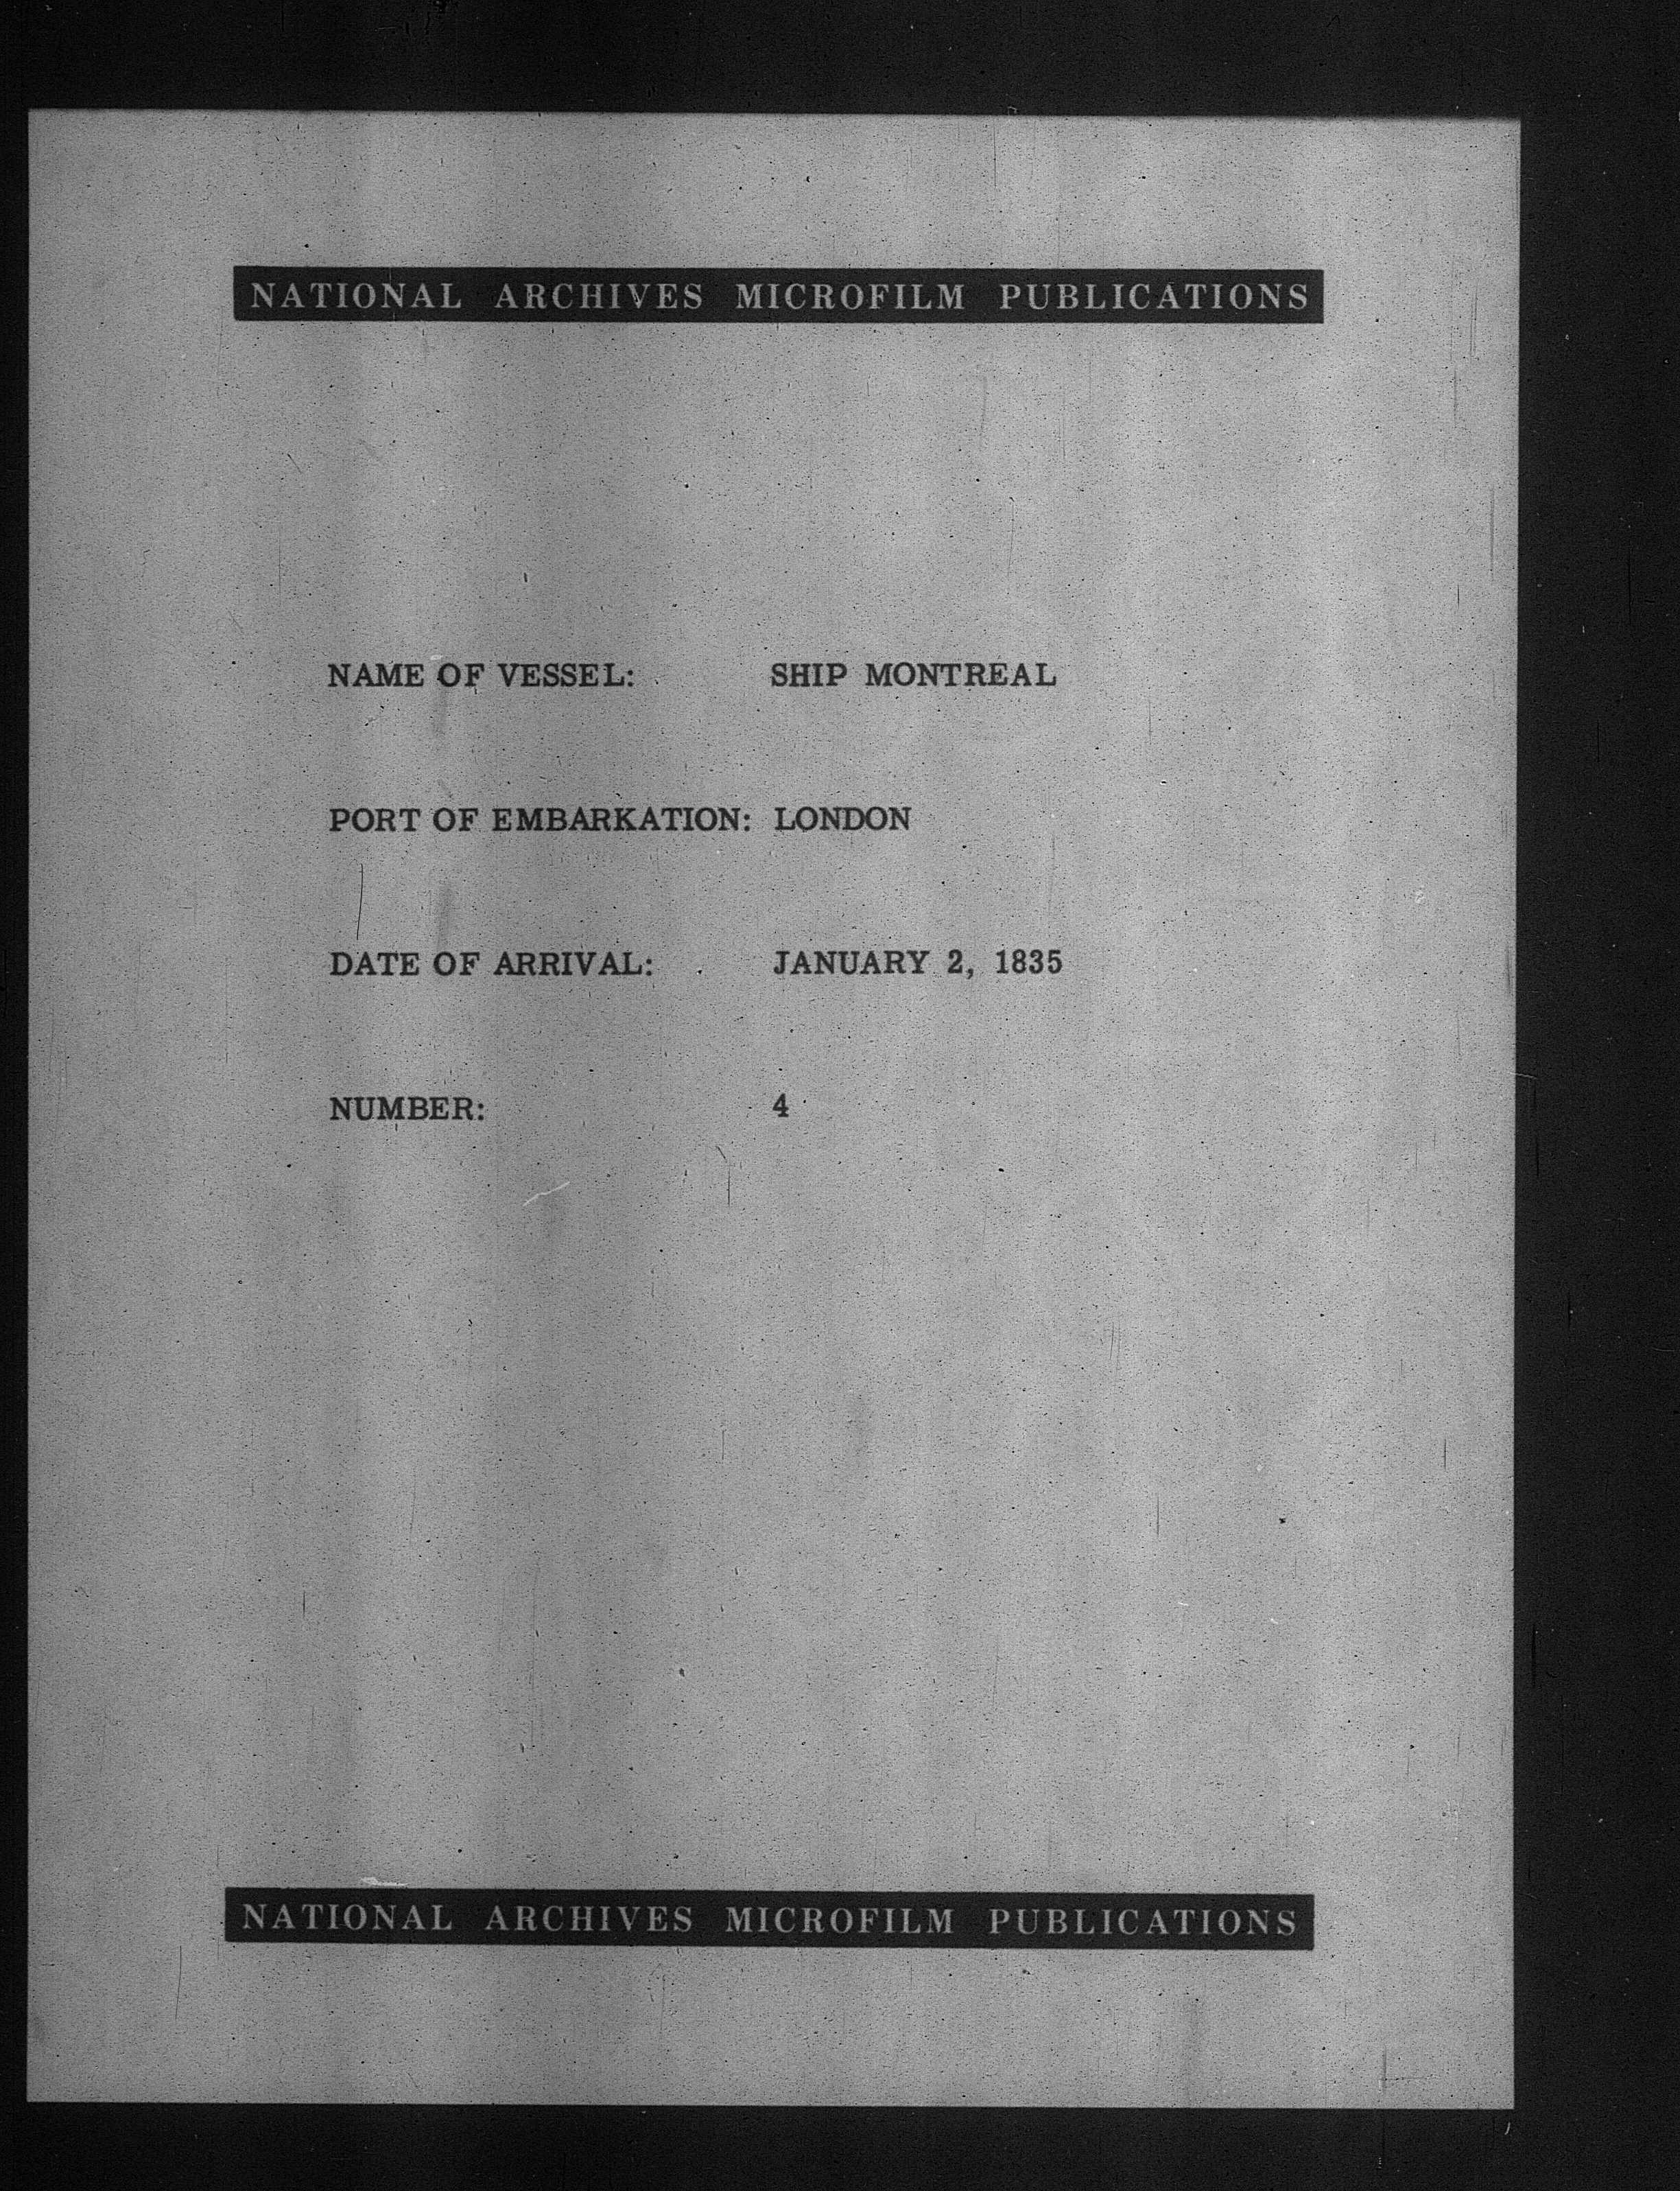 NATIONAL ARCHIVES MICROFILM PUBLICATIONS
NAME OF VESSEL: SHIP MONTREAL
PORT OF EMBARKATION: LONDON
DATE OF ARRIVAL: JANUARY 2, 1835
NUMBER: 4
NATIONAL ARCHIVES MICROFILM PUBLICATIONS